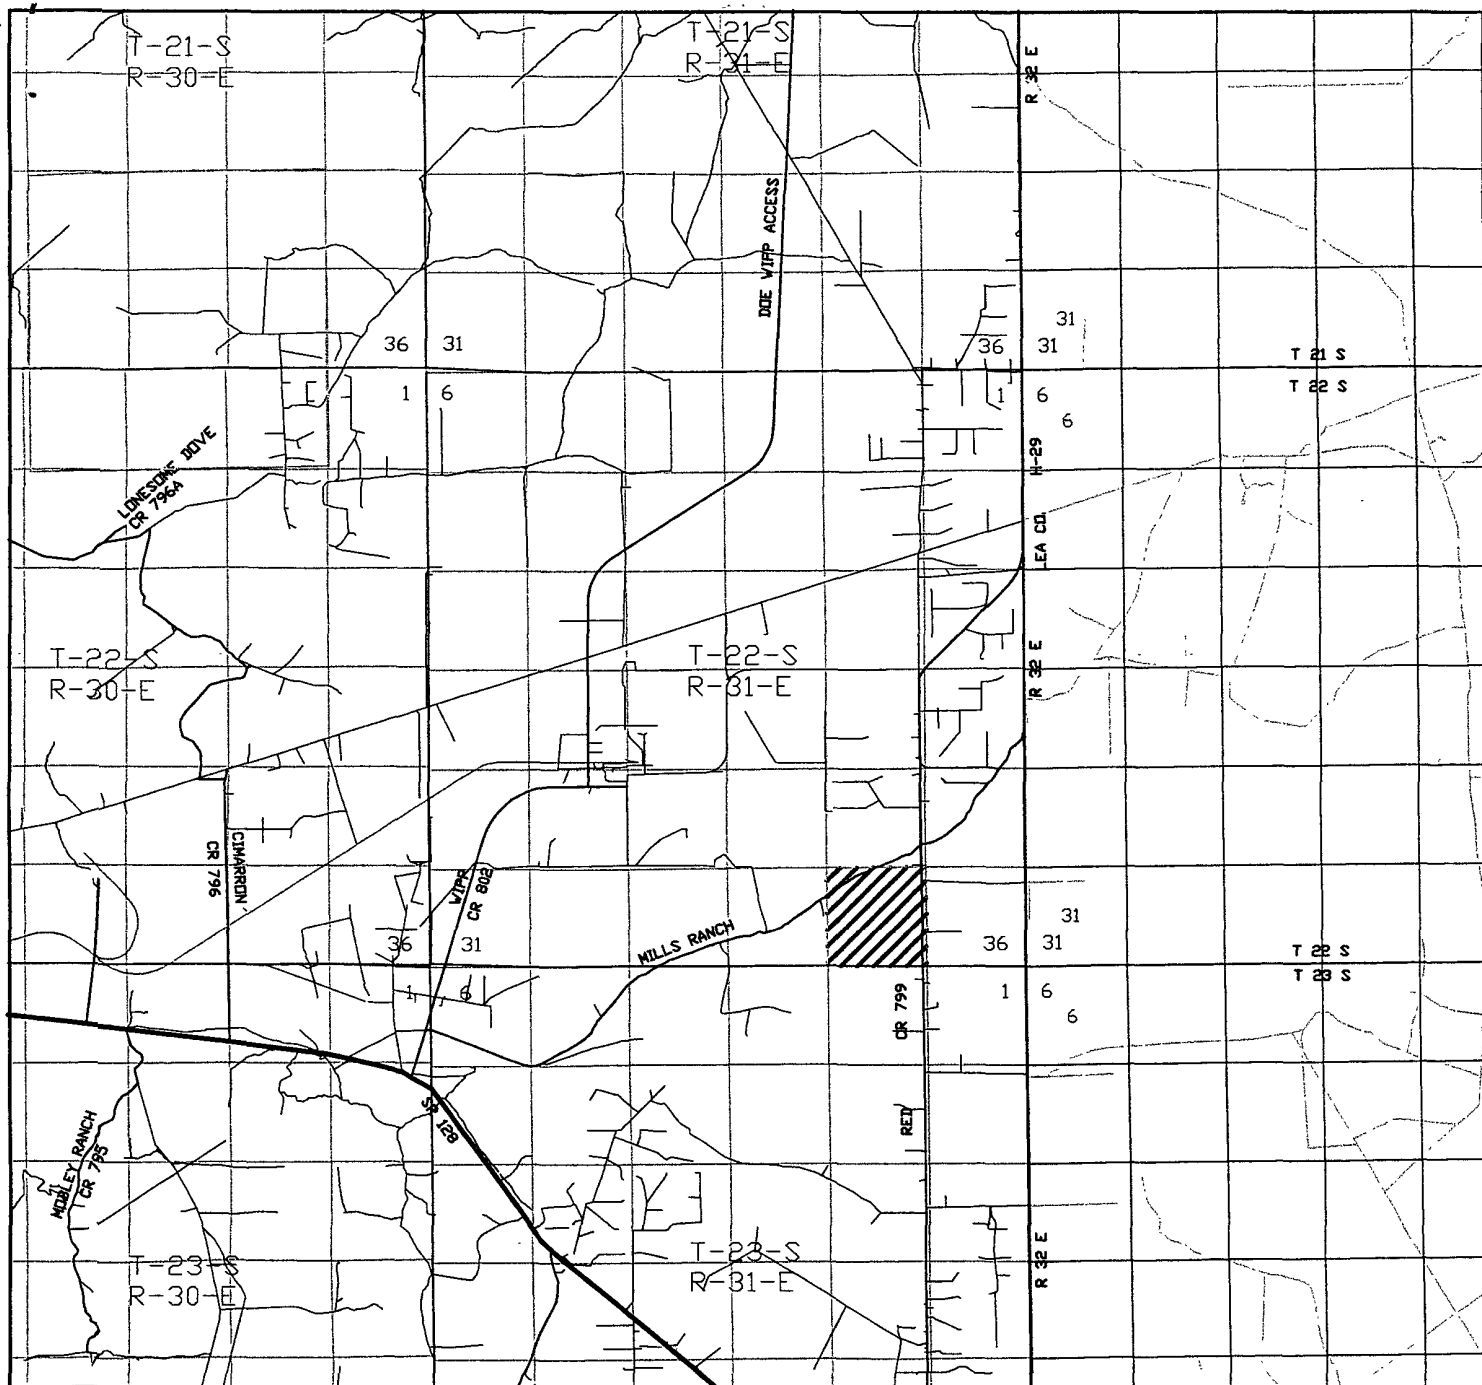 T-21-S
R-30-E
T-21-S
R-31-E
R 32 E
DOE WIPP ACCESS
36 31
1 6
31
36 31
1 6
6
T 21 S
T 22 S
LONESOME DOVE
CR 796A
H-29
LEA CO.
T-22-S
R-30-E
T-22-S
R-31-E
R 32 E
CIMARRON
CR 796
WIPP
CR 802
36 31
1 6
MILLS RANCH
31
36 31
1 6
6
T 22 S
T 23 S
CR 799
RED
SR 128
MOBLEY RANCH
CR 795
T-23-S
R-30-E
T-23-S
R-31-E
R 32 E